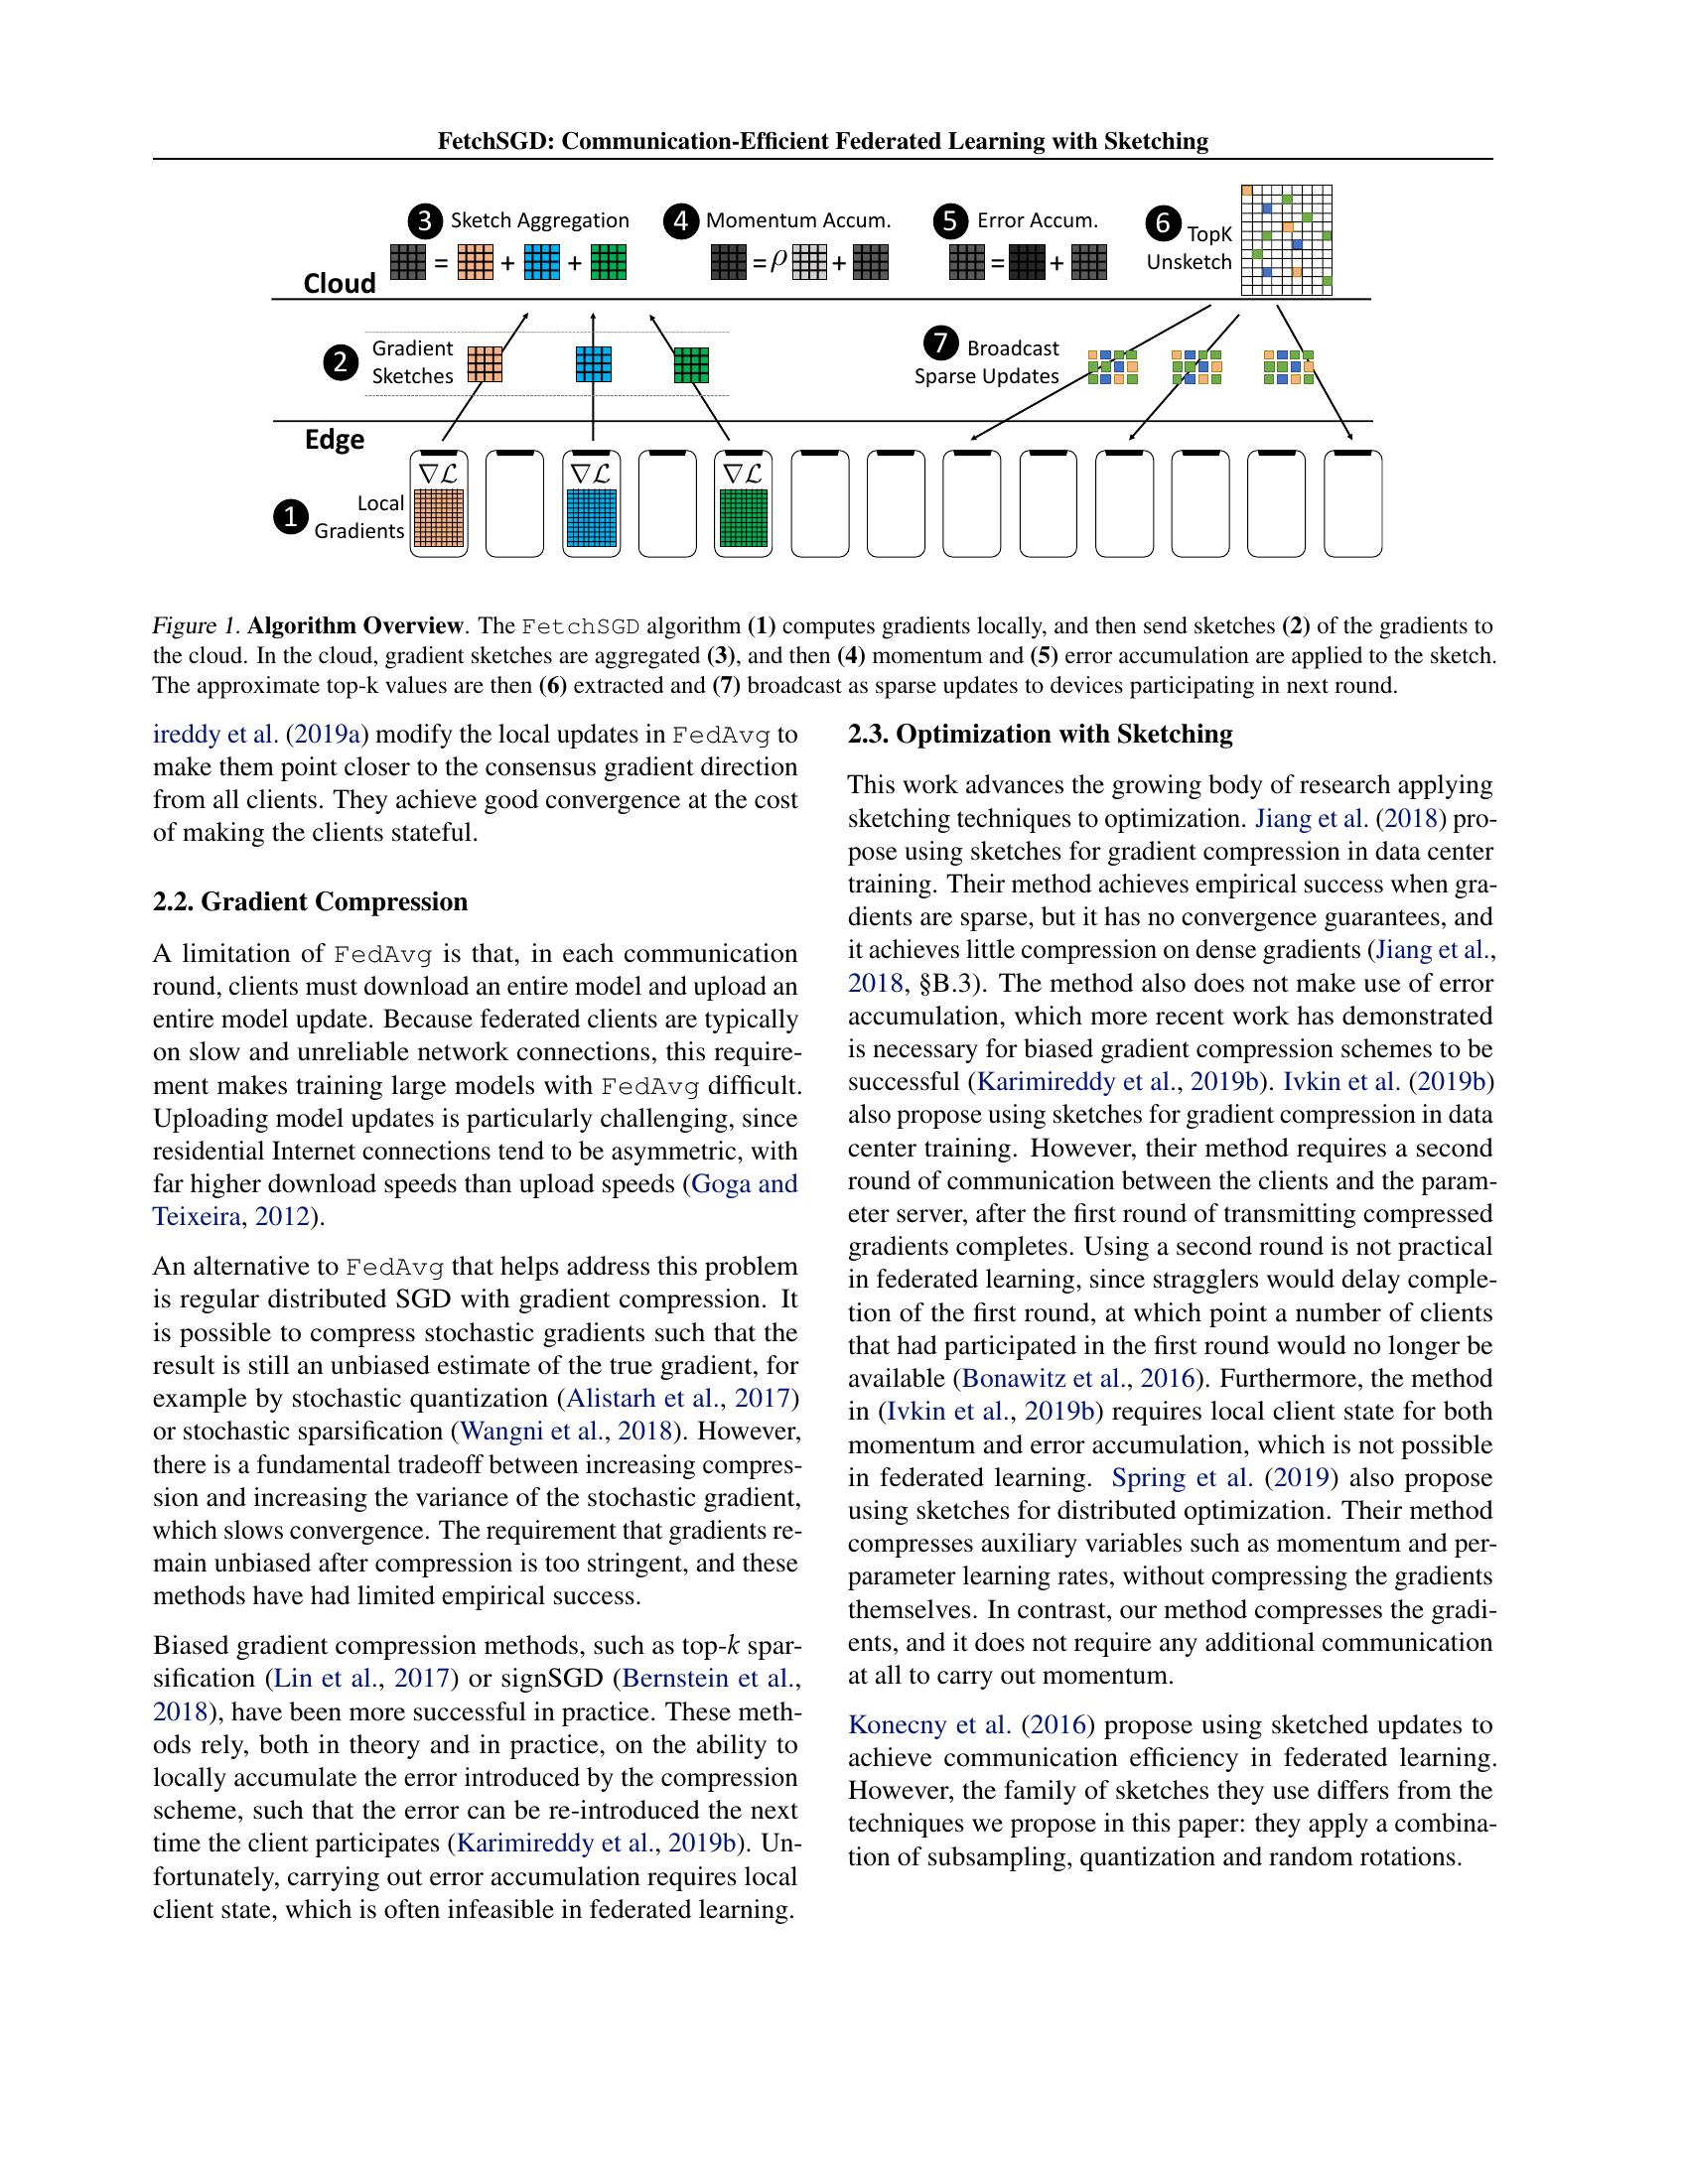 FetchSGD: Communication-Efficient Federated Learning with Sketching
3 Sketch Aggregation
= + +
4 Momentum Accum.
= ρ +
5 Error Accum.
= +
6 TopK
Unsketch
Cloud
2 Gradient
Sketches
7 Broadcast
Sparse Updates
Edge
∇ℒ ∇ℒ ∇ℒ
1 Local
Gradients
Figure 1. Algorithm Overview. The FetchSGD algorithm (1) computes gradients locally, and then send sketches (2) of the gradients to
the cloud. In the cloud, gradient sketches are aggregated (3), and then (4) momentum and (5) error accumulation are applied to the sketch.
The approximate top-k values are then (6) extracted and (7) broadcast as sparse updates to devices participating in next round.
ireddy et al. (2019a) modify the local updates in FedAvg to
make them point closer to the consensus gradient direction
from all clients. They achieve good convergence at the cost
of making the clients stateful.
2.2. Gradient Compression
A limitation of FedAvg is that, in each communication
round, clients must download an entire model and upload an
entire model update. Because federated clients are typically
on slow and unreliable network connections, this require-
ment makes training large models with FedAvg difficult.
Uploading model updates is particularly challenging, since
residential Internet connections tend to be asymmetric, with
far higher download speeds than upload speeds (Goga and
Teixeira, 2012).
An alternative to FedAvg that helps address this problem
is regular distributed SGD with gradient compression. It
is possible to compress stochastic gradients such that the
result is still an unbiased estimate of the true gradient, for
example by stochastic quantization (Alistarh et al., 2017)
or stochastic sparsification (Wangni et al., 2018). However,
there is a fundamental tradeoff between increasing compres-
sion and increasing the variance of the stochastic gradient,
which slows convergence. The requirement that gradients re-
main unbiased after compression is too stringent, and these
methods have had limited empirical success.
Biased gradient compression methods, such as top-k spar-
sification (Lin et al., 2017) or signSGD (Bernstein et al.,
2018), have been more successful in practice. These meth-
ods rely, both in theory and in practice, on the ability to
locally accumulate the error introduced by the compression
scheme, such that the error can be re-introduced the next
time the client participates (Karimireddy et al., 2019b). Un-
fortunately, carrying out error accumulation requires local
client state, which is often infeasible in federated learning.
2.3. Optimization with Sketching
This work advances the growing body of research applying
sketching techniques to optimization. Jiang et al. (2018) pro-
pose using sketches for gradient compression in data center
training. Their method achieves empirical success when gra-
dients are sparse, but it has no convergence guarantees, and
it achieves little compression on dense gradients (Jiang et al.,
2018, §B.3). The method also does not make use of error
accumulation, which more recent work has demonstrated
is necessary for biased gradient compression schemes to be
successful (Karimireddy et al., 2019b). Ivkin et al. (2019b)
also propose using sketches for gradient compression in data
center training. However, their method requires a second
round of communication between the clients and the param-
eter server, after the first round of transmitting compressed
gradients completes. Using a second round is not practical
in federated learning, since stragglers would delay comple-
tion of the first round, at which point a number of clients
that had participated in the first round would no longer be
available (Bonawitz et al., 2016). Furthermore, the method
in (Ivkin et al., 2019b) requires local client state for both
momentum and error accumulation, which is not possible
in federated learning. Spring et al. (2019) also propose
using sketches for distributed optimization. Their method
compresses auxiliary variables such as momentum and per-
parameter learning rates, without compressing the gradients
themselves. In contrast, our method compresses the gradi-
ents, and it does not require any additional communication
at all to carry out momentum.
Konecny et al. (2016) propose using sketched updates to
achieve communication efficiency in federated learning.
However, the family of sketches they use differs from the
techniques we propose in this paper: they apply a combina-
tion of subsampling, quantization and random rotations.